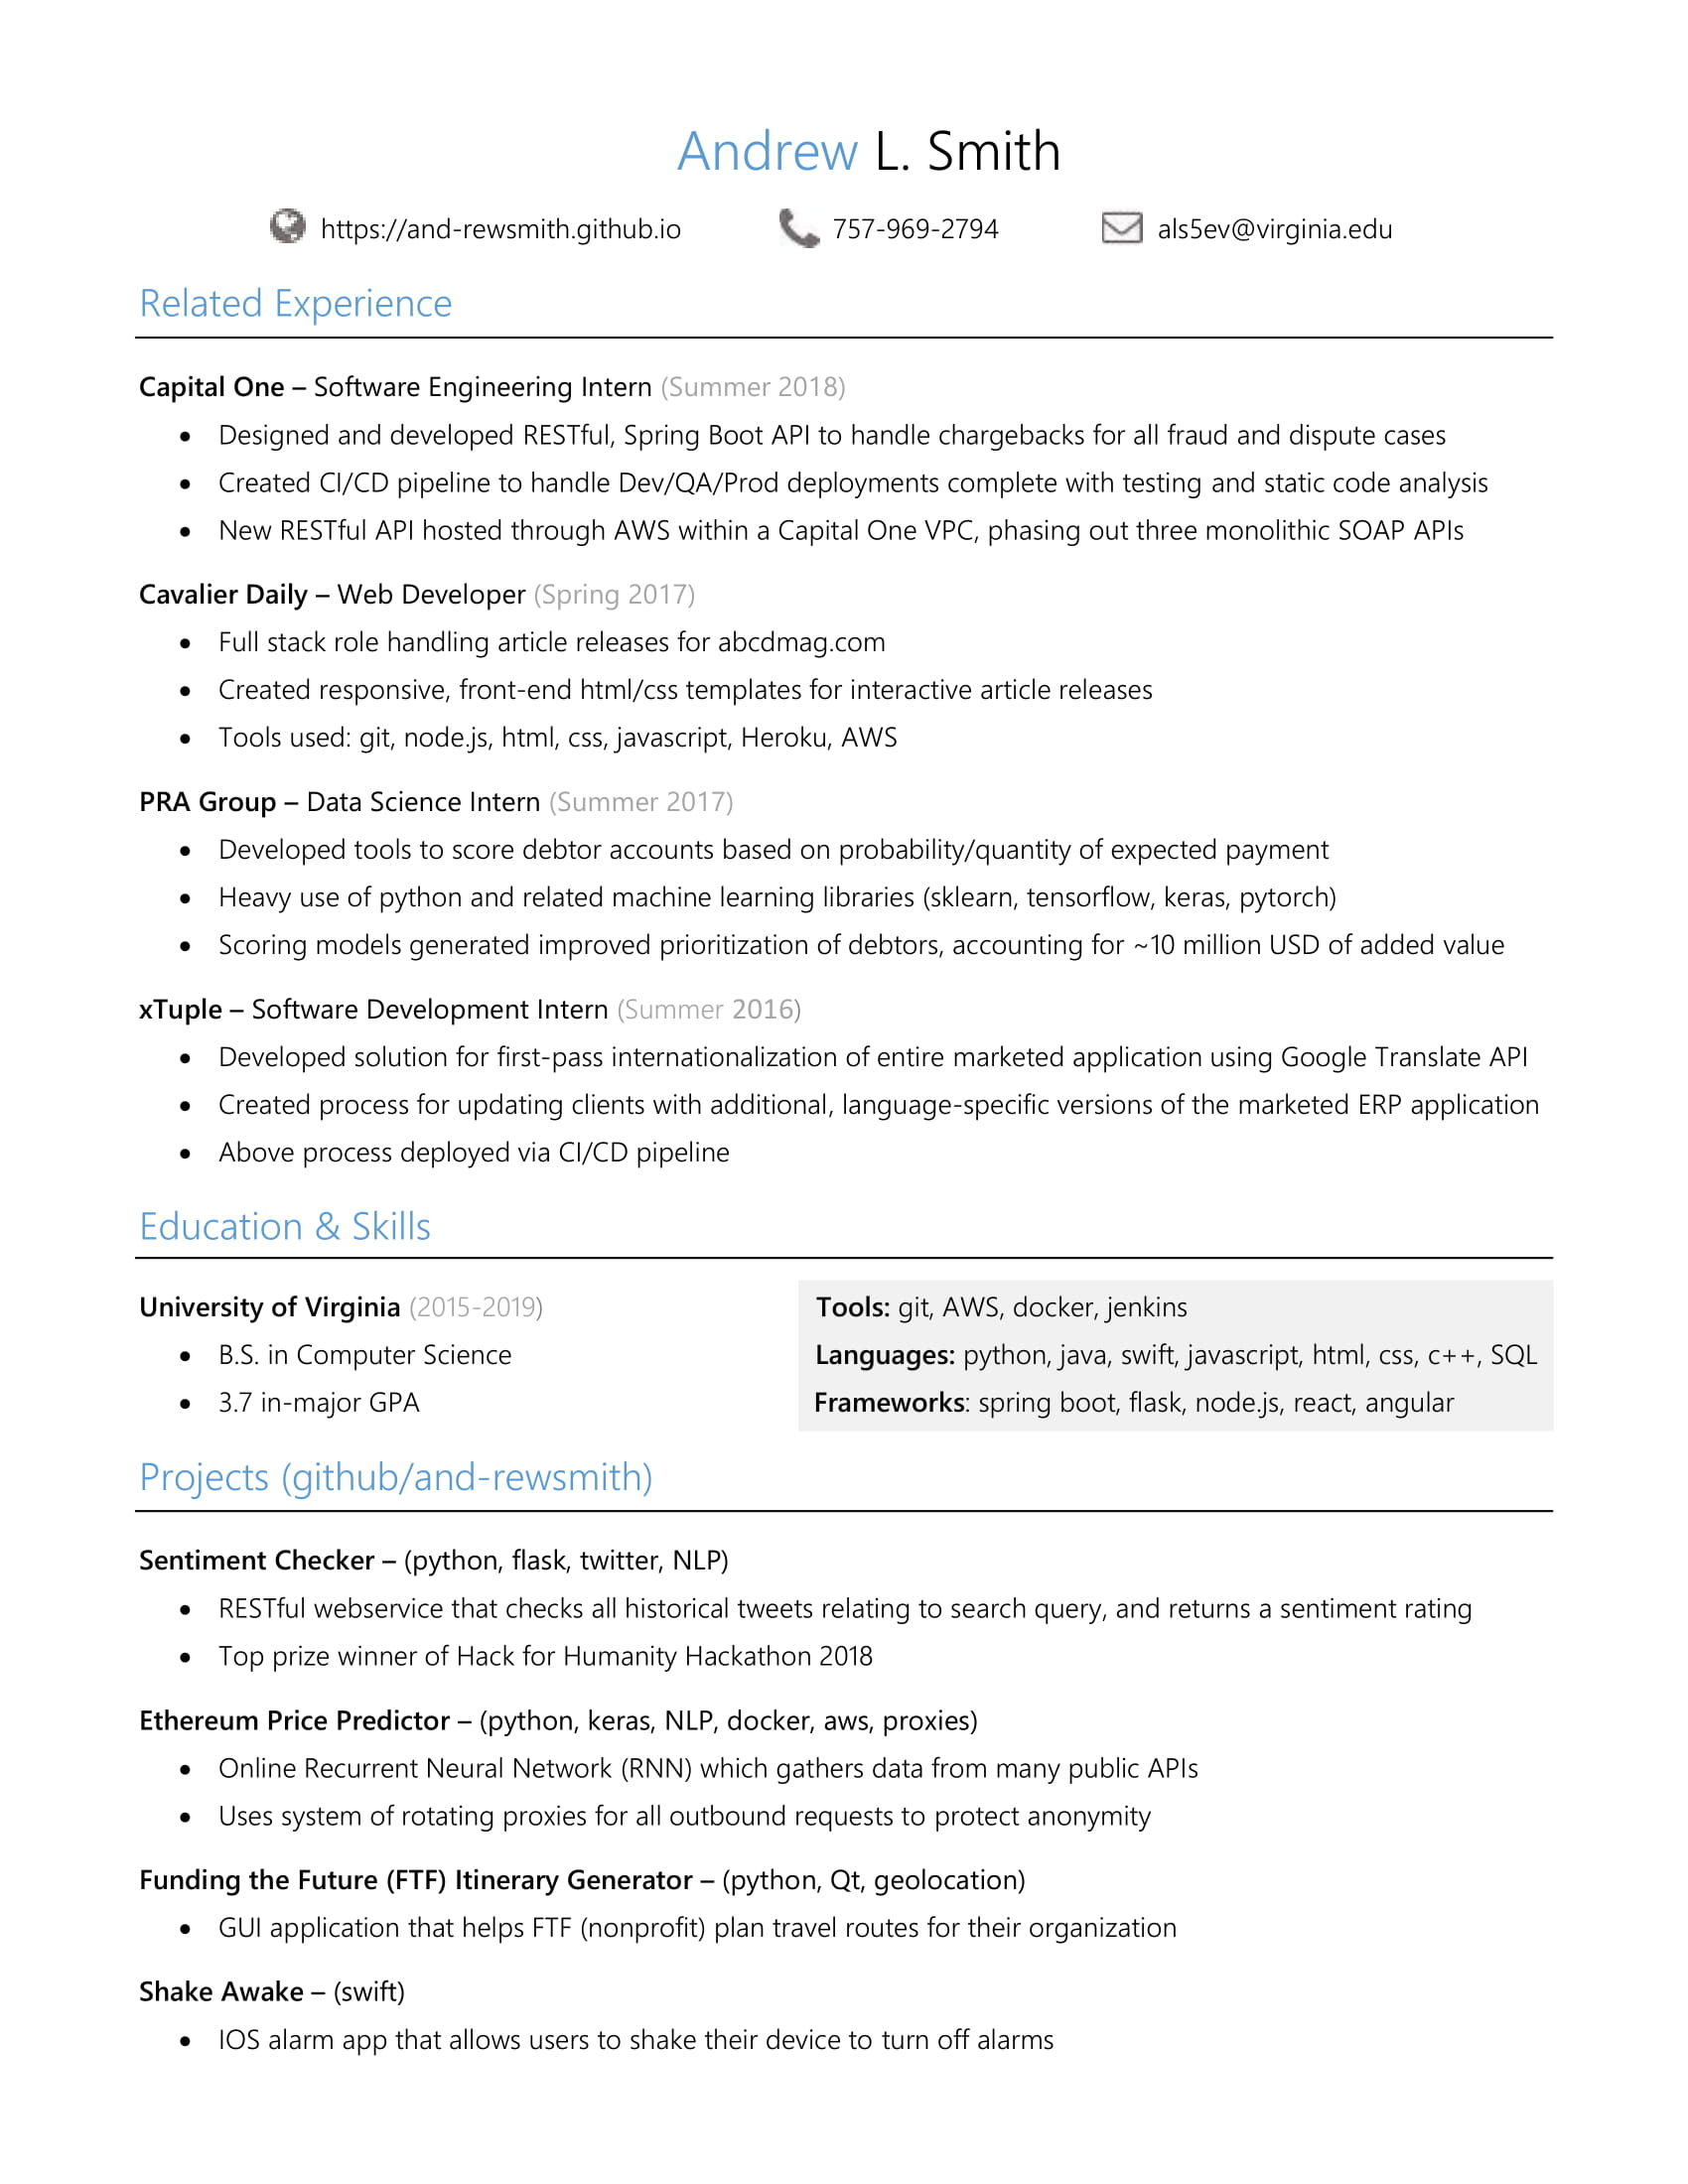 Andrew L. Smith
https://and-rewsmith.github.io 757-969-2794 als5ev@virginia.edu
Related Experience
Capital One – Software Engineering Intern (Summer 2018)
• Designed and developed RESTful, Spring Boot API to handle chargebacks for all fraud and dispute cases
• Created CI/CD pipeline to handle Dev/QA/Prod deployments complete with testing and static code analysis
• New RESTful API hosted through AWS within a Capital One VPC, phasing out three monolithic SOAP APIs
Cavalier Daily – Web Developer (Spring 2017)
• Full stack role handling article releases for abcdmag.com
• Created responsive, front-end html/css templates for interactive article releases
• Tools used: git, node.js, html, css, javascript, Heroku, AWS
PRA Group – Data Science Intern (Summer 2017)
• Developed tools to score debtor accounts based on probability/quantity of expected payment
• Heavy use of python and related machine learning libraries (sklearn, tensorflow, keras, pytorch)
• Scoring models generated improved prioritization of debtors, accounting for ~10 million USD of added value
xTuple – Software Development Intern (Summer 2016)
• Developed solution for first-pass internationalization of entire marketed application using Google Translate API
• Created process for updating clients with additional, language-specific versions of the marketed ERP application
• Above process deployed via CI/CD pipeline
Education & Skills
University of Virginia (2015-2019)
• B.S. in Computer Science
• 3.7 in-major GPA
Tools: git, AWS, docker, jenkins
Languages: python, java, swift, javascript, html, css, c++, SQL
Frameworks: spring boot, flask, node.js, react, angular
Projects (github/and-rewsmith)
Sentiment Checker – (python, flask, twitter, NLP)
• RESTful webservice that checks all historical tweets relating to search query, and returns a sentiment rating
• Top prize winner of Hack for Humanity Hackathon 2018
Ethereum Price Predictor – (python, keras, NLP, docker, aws, proxies)
• Online Recurrent Neural Network (RNN) which gathers data from many public APIs
• Uses system of rotating proxies for all outbound requests to protect anonymity
Funding the Future (FTF) Itinerary Generator – (python, Qt, geolocation)
• GUI application that helps FTF (nonprofit) plan travel routes for their organization
Shake Awake – (swift)
• IOS alarm app that allows users to shake their device to turn off alarms